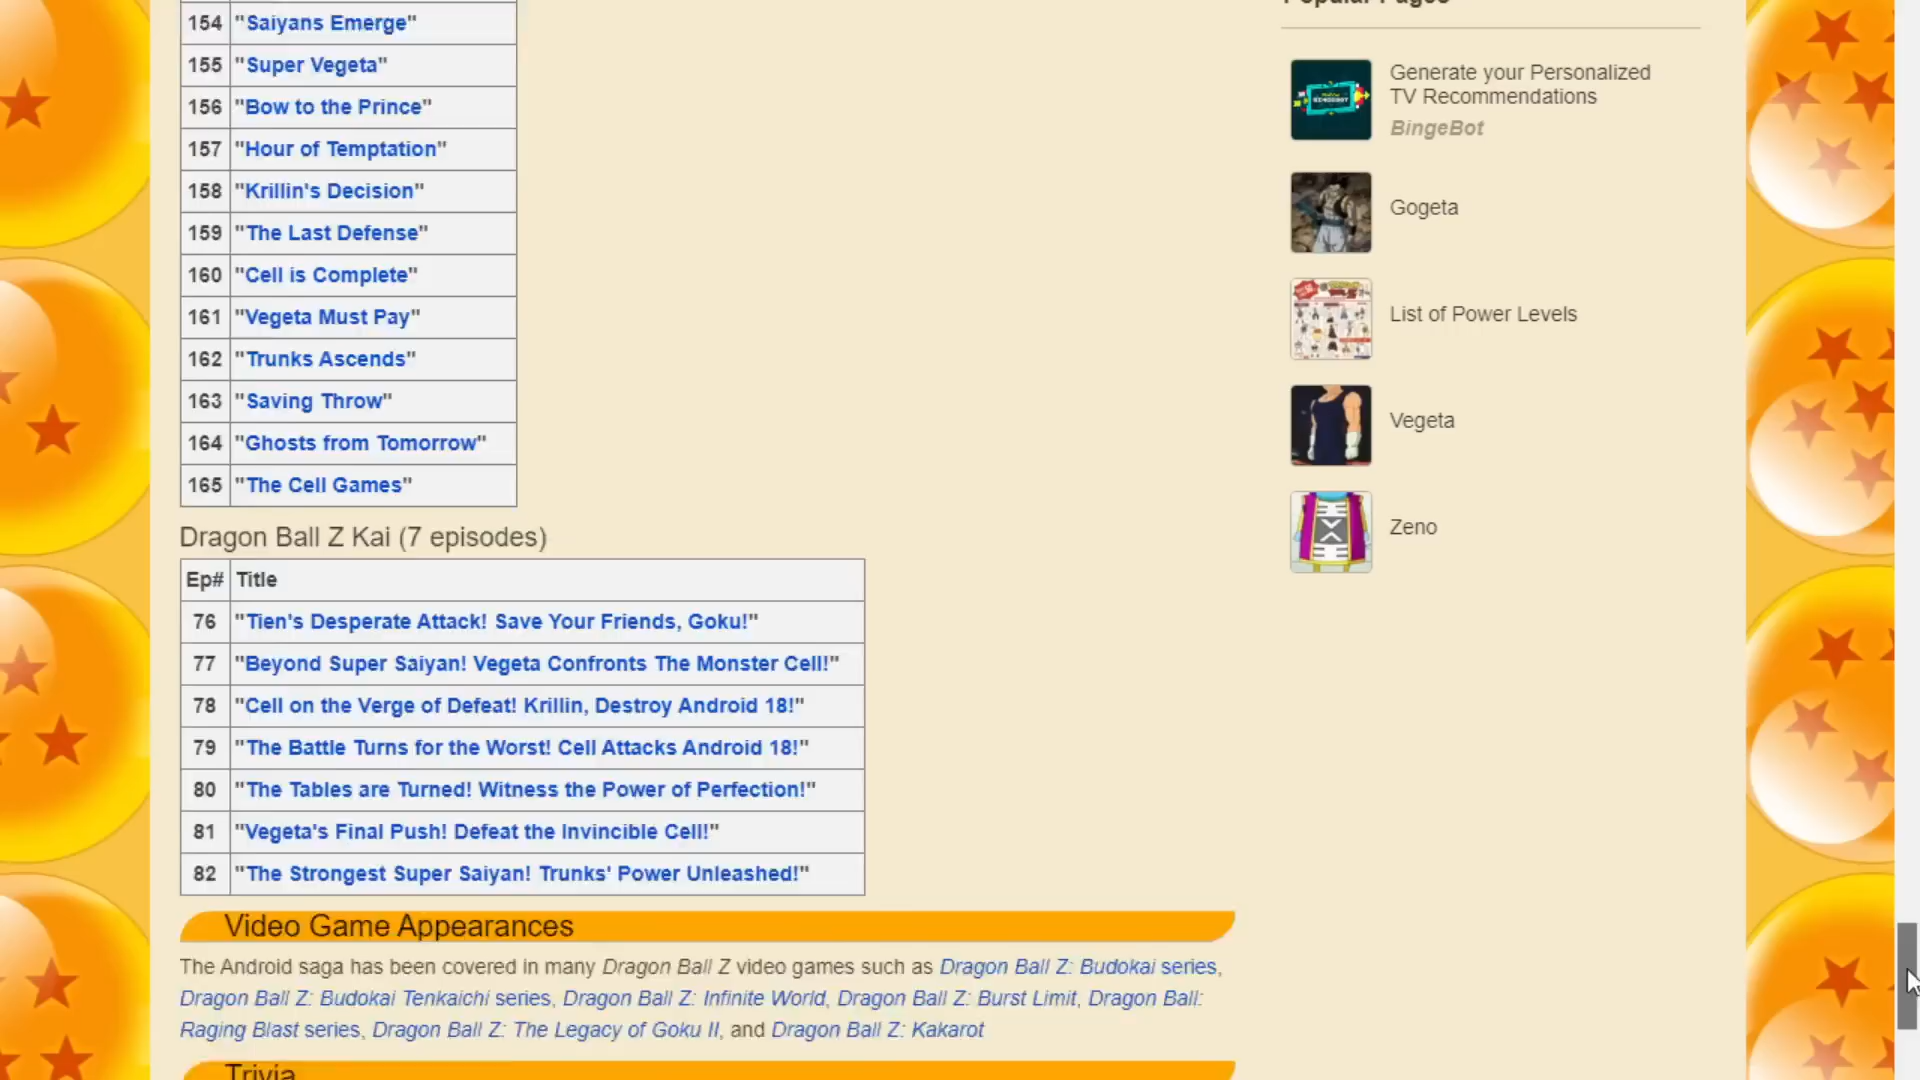 154 "Saiyans Emerge"
155 "Super Vegeta"
156 "Bow to the Prince"
157 "Hour of Temptation"
158 "Krillin's Decision"
159 "The Last Defense"
160 "Cell is Complete"
161 "Vegeta Must Pay"
162 "Trunks Ascends"
163 "Saving Throw"
164 "Ghosts from Tomorrow"
165 "The Cell Games"
Dragon Ball Z Kai (7 episodes)
Ep# Title
76 "Tien's Desperate Attack! Save Your Friends, Goku!"
77 "Beyond Super Saiyan! Vegeta Confronts The Monster Cell!"
78 "Cell on the Verge of Defeat! Krillin, Destroy Android 18!"
79 "The Battle Turns for the Worst! Cell Attacks Android 18!"
80 "The Tables are Turned! Witness the Power of Perfection!"
81 "Vegeta's Final Push! Defeat the Invincible Cell!"
82 "The Strongest Super Saiyan! Trunks' Power Unleashed!"
Video Game Appearances
The Android saga has been covered in many Dragon Ball Z video games such as Dragon Ball Z: Budokai series,
Dragon Ball Z: Budokai Tenkaichi series, Dragon Ball Z: Infinite World, Dragon Ball Z: Burst Limit, Dragon Ball:
Raging Blast series, Dragon Ball Z: The Legacy of Goku II, and Dragon Ball Z: Kakarot
Trivia
Popular Pages
Generate your Personalized
TV Recommendations
BingeBot
Gogeta
List of Power Levels
Vegeta
Zeno